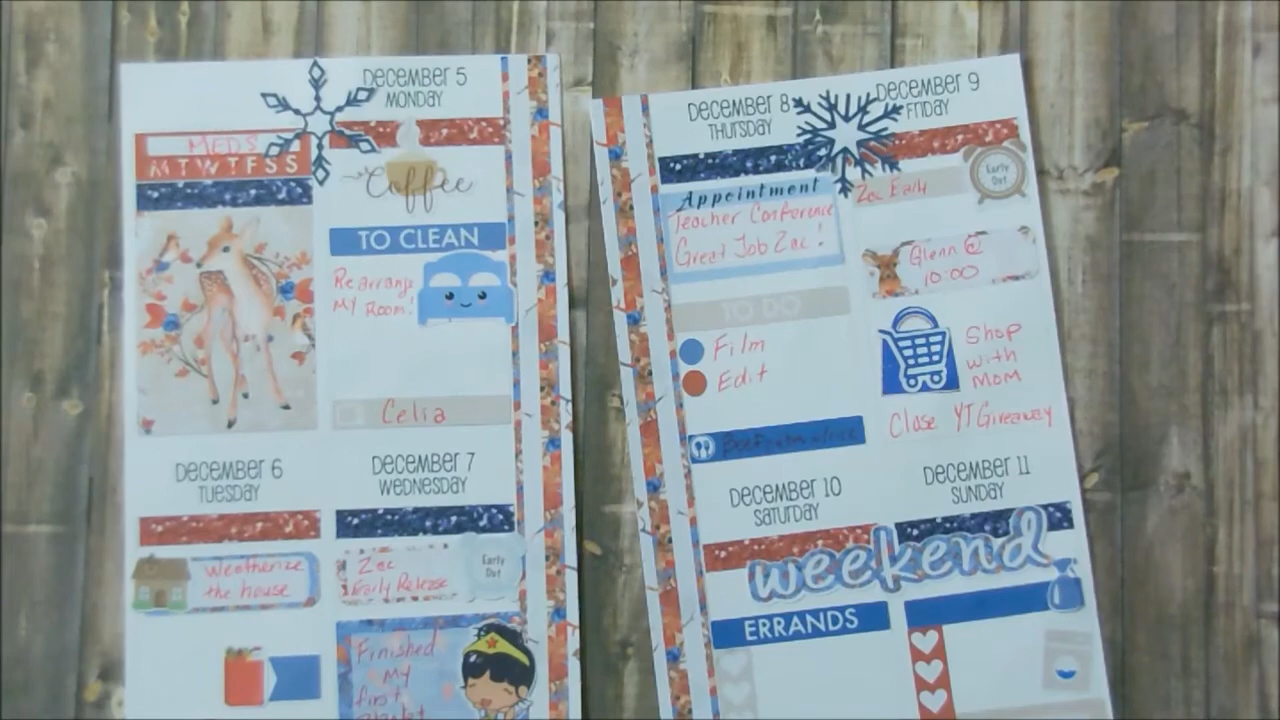 DECEMBER 5
MONDAY
MEDS
MTWTFSS
Coffee
TO CLEAN
Rearrange
My Room!
Celia
DECEMBER 6
TUESDAY
DECEMBER 7
WEDNESDAY
Weatherize
the house
Zac
Early Release
Early
Out
Finished
My
first
DECEMBER 8
THURSDAY
DECEMBER 9
FRIDAY
Appointment
Teacher Conference
Great Job Zac!
TO DO
Film
Edit
Zac Early
Early
Out
Glenn @
10:00
Shop
with
Mom
Close YT Giveaway
DECEMBER 10
SATURDAY
DECEMBER 11
SUNDAY
weekend
ERRANDS